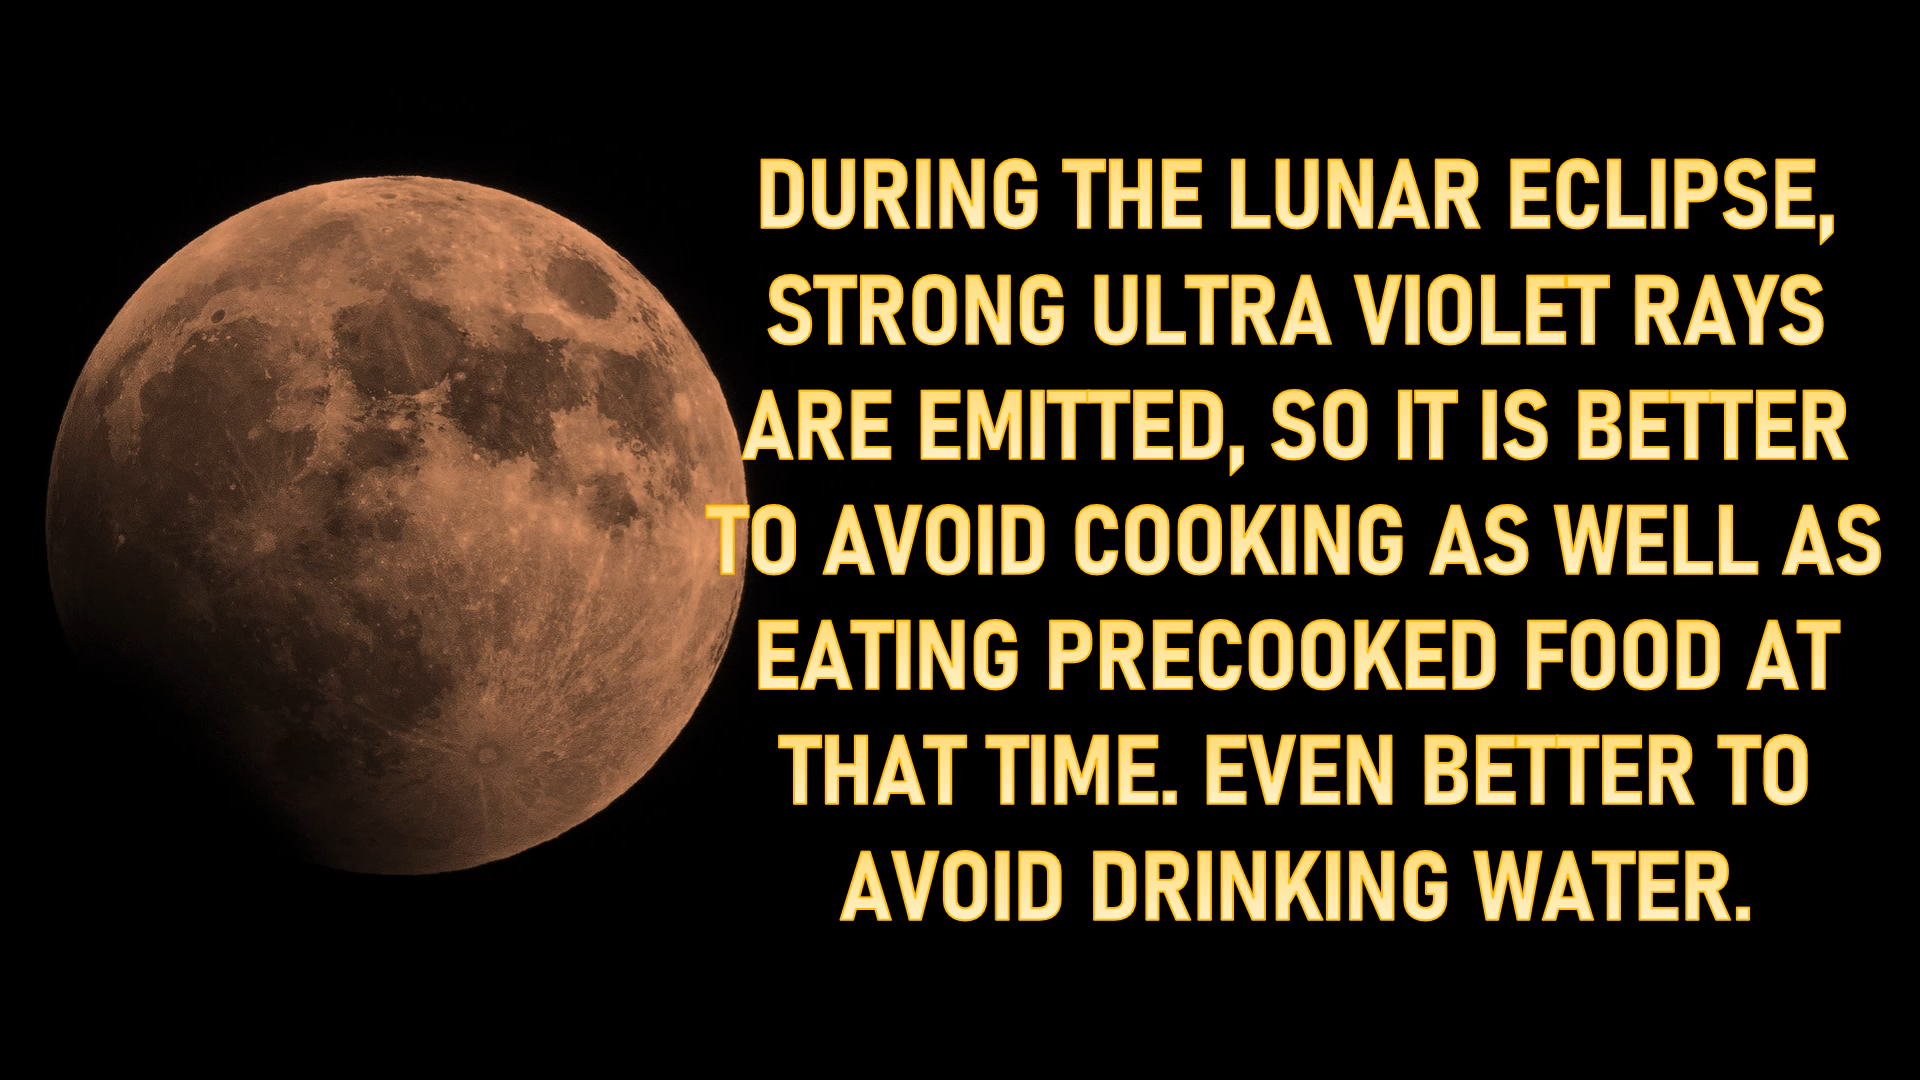 DURING THE LUNAR ECLIPSE,
STRONG ULTRA VIOLET RAYS
ARE EMITTED, SO IT IS BETTER
TO AVOID COOKING AS WELL AS
EATING PRECOOKED FOOD AT
THAT TIME. EVEN BETTER TO
AVOID DRINKING WATER.